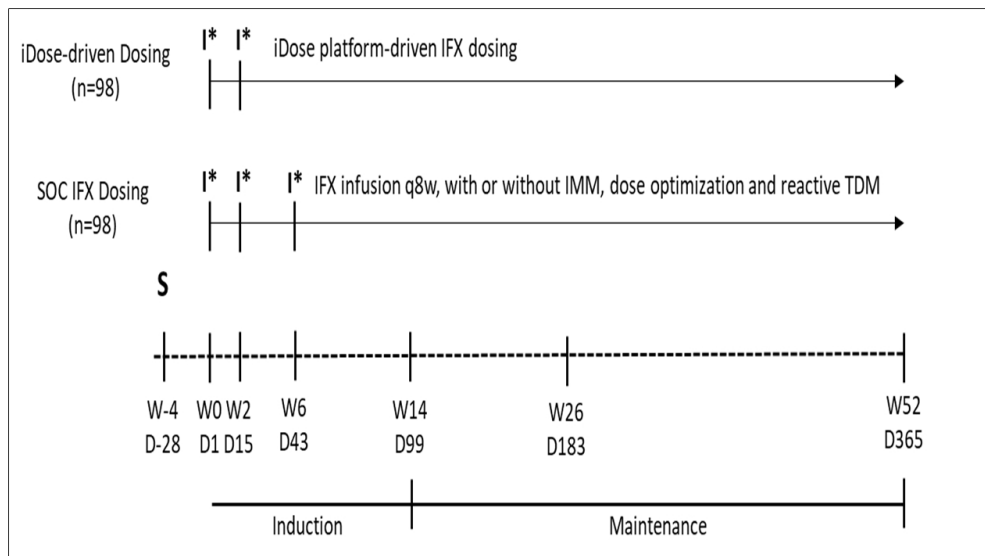 I* I*
iDose-driven Dosing
(n=98)
iDose platform-driven IFX dosing
I* I* I*
SOC IFX Dosing
(n=98)
IFX infusion q8w, with or without IMM, dose optimization and reactive TDM
S
W-4 W0 W2 W6 W14 W26 W52
D-28 D1 D15 D43 D99 D183 D365
Induction Maintenance